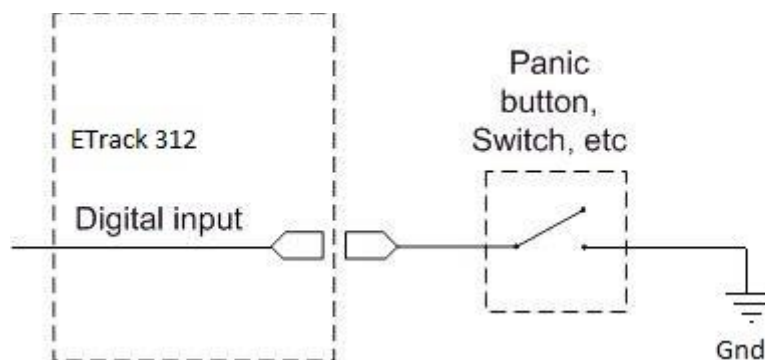 Panic
button,
Switch, etc
ETrack 312
Digital input
Gnd